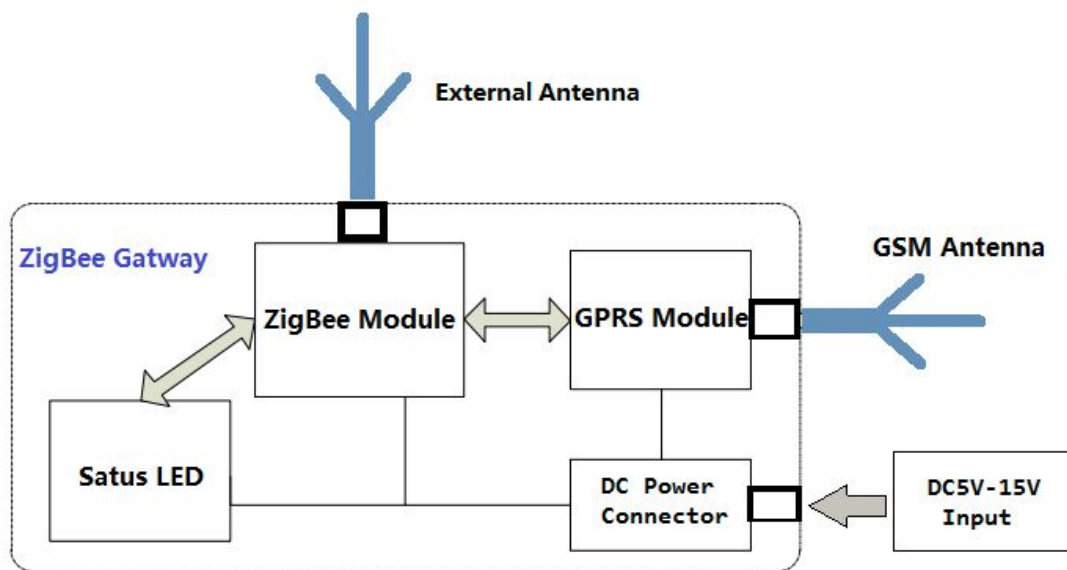 External Antenna
ZigBee Gatway
GSM Antenna
ZigBee Module
GPRS Module
Satus LED
DC Power
Connector
DC5V-15V
Input